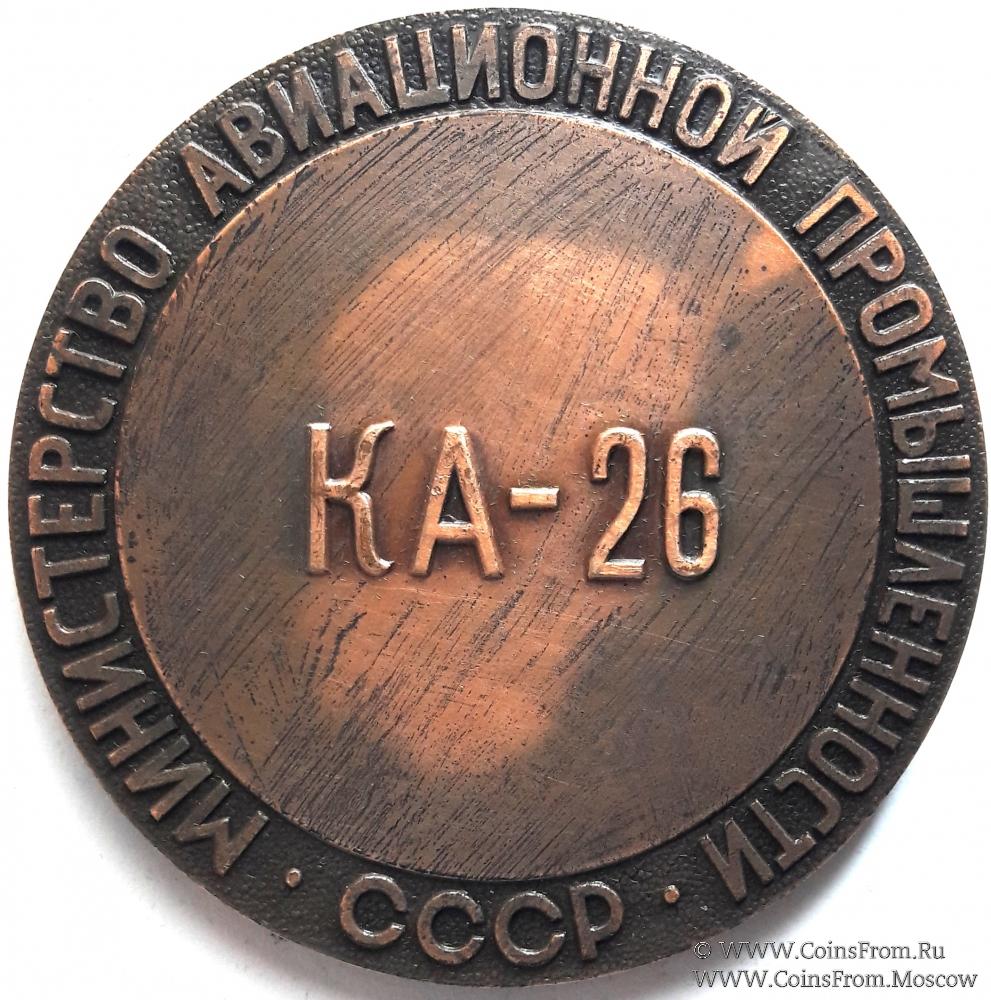 МИНИСТЕРСТВО АВИАЦИОННОЙ ПРОМЫШЛЕННОСТИ
КА-26
· СССР ·
© WWW.CoinsFrom.Ru
WWW.CoinsFrom.Moscow